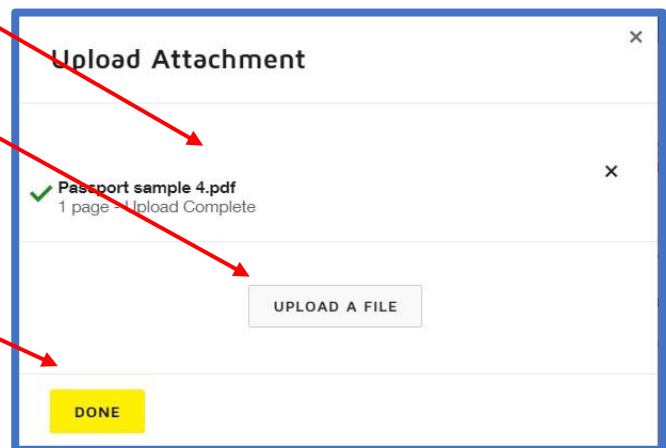 Upload Attachment
Passport sample 4.pdf
1 page - Upload Complete
UPLOAD A FILE
DONE